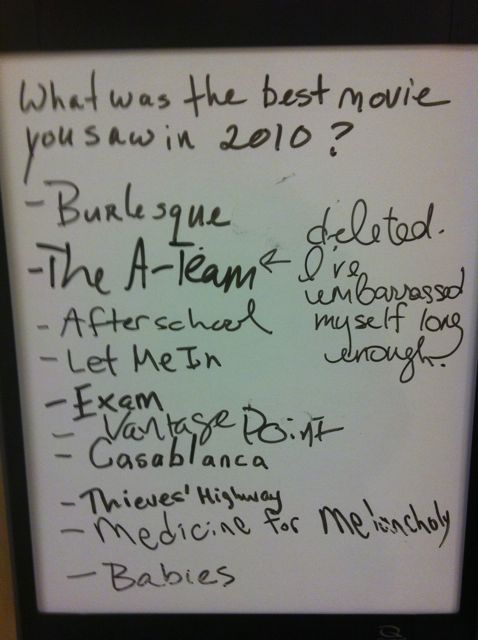 What was the best movie
you saw in 2010?
- Burlesque
- The A-Team ← deleted.
I've
embarrassed
myself long
enough.
- Afterschool
- Let Me In
- Exam
- Vantage Point
- Casablanca
- Thieves' Highway
- Medicine for Meloncholy
- Babies